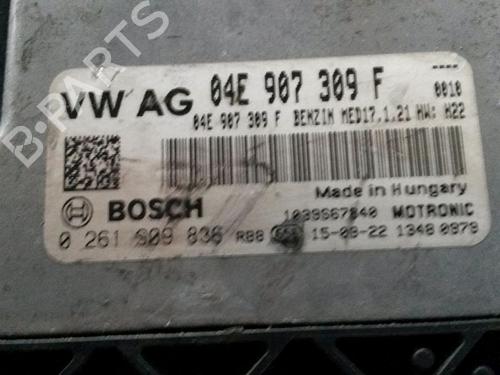 B-PARTS
VW AG 04E 907 309 F 0010
04E 907 309 F BENZIN MED17.1.21 HW: H22
Made in Hungary
BOSCH 1039S67840 MOTRONIC
0 261 S09 836 RBB 15-09-22 1348 0979